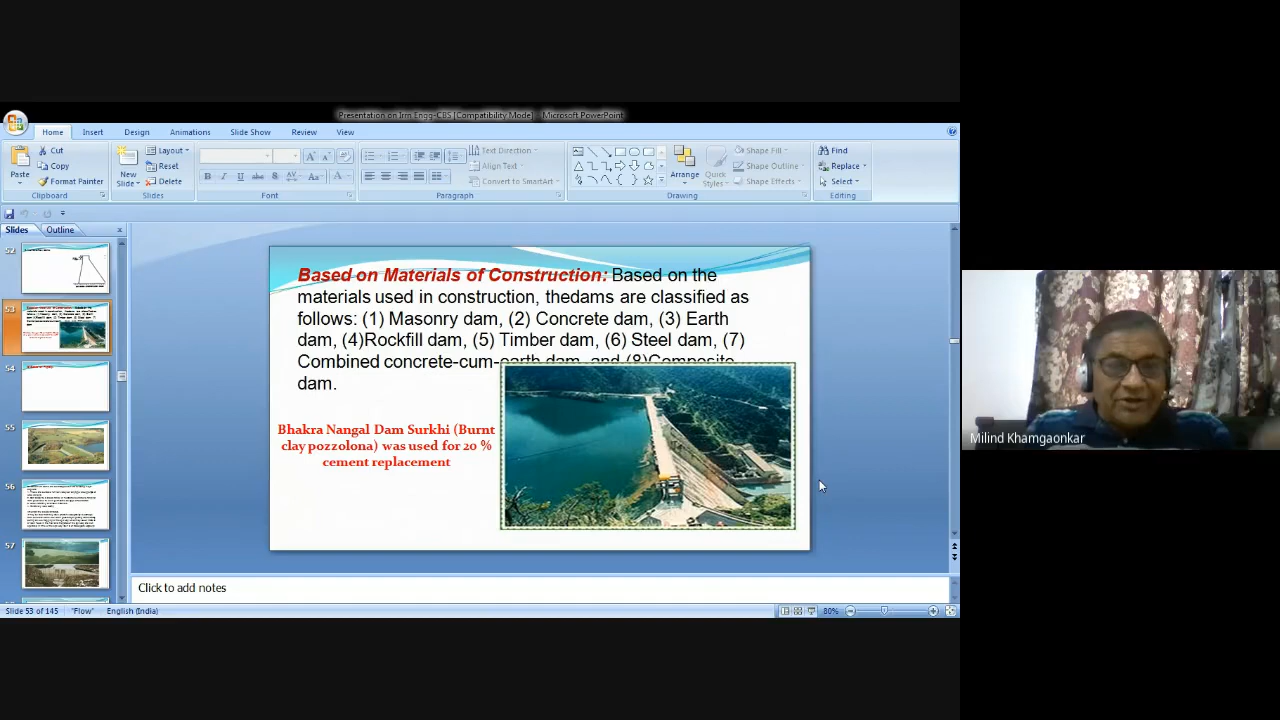 Presentation on Irri Engg-CBS [Compatibility Mode] - Microsoft PowerPoint
Home Insert Design Animations Slide Show Review View
Cut
Copy
Format Painter
Paste
Clipboard
New
Slide
Layout
Reset
Delete
Slides
Font
Text Direction
Align Text
Convert to SmartArt
Paragraph
Arrange
Quick
Styles
Shape Fill
Shape Outline
Shape Effects
Drawing
Find
Replace
Select
Editing
Slides Outline
52
53
54
55
56
57
Based on Materials of Construction: Based on the
materials used in construction, thedams are classified as
follows: (1) Masonry dam, (2) Concrete dam, (3) Earth
dam, (4)Rockfill dam, (5) Timber dam, (6) Steel dam, (7)
Combined concrete-cum-earth dam, and (8)Composite
dam.
Bhakra Nangal Dam Surkhi (Burnt
clay pozzolona) was used for 20 %
cement replacement
Click to add notes
Slide 53 of 145 "Flow" English (India) 80%
Milind Khamgaonkar